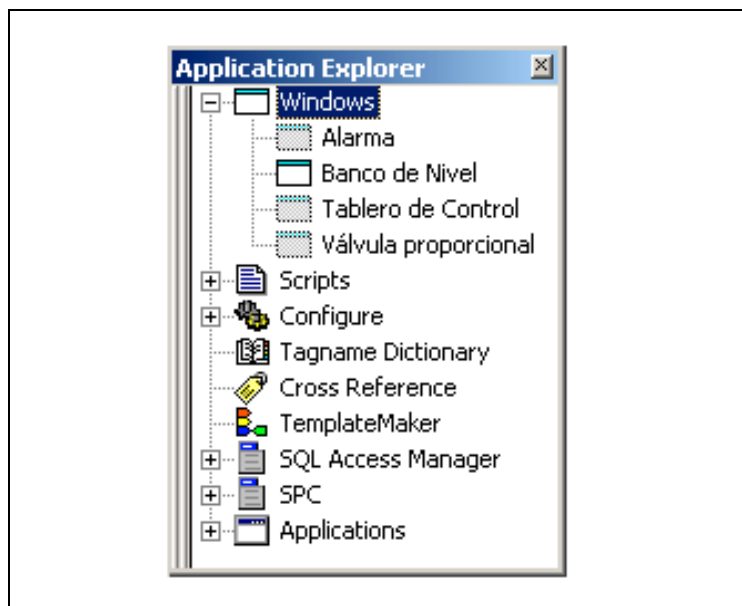 Application Explorer
Windows
Alarma
Banco de Nivel
Tablero de Control
Válvula proporcional
Scripts
Configure
Tagname Dictionary
Cross Reference
TemplateMaker
SQL Access Manager
SPC
Applications